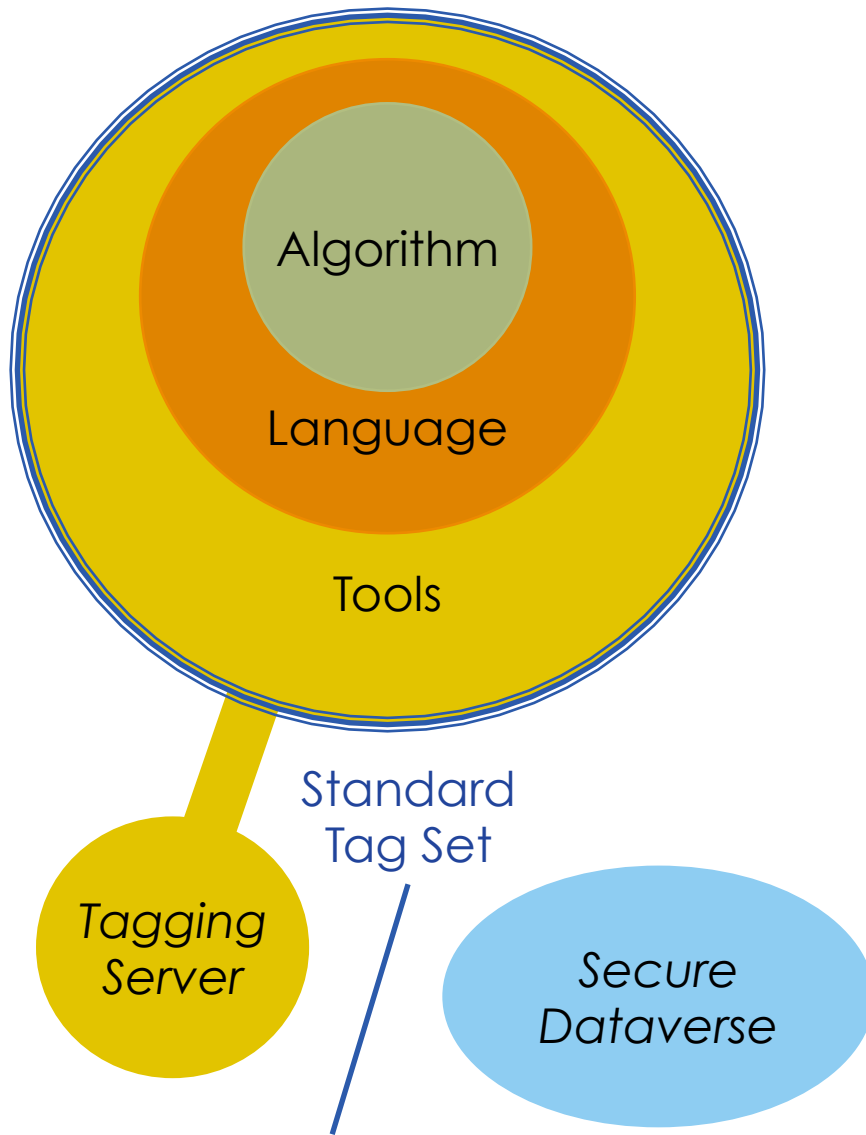 Algorithm
Language
Tools
Standard
Tag Set
Tagging
Server
Secure
Dataverse